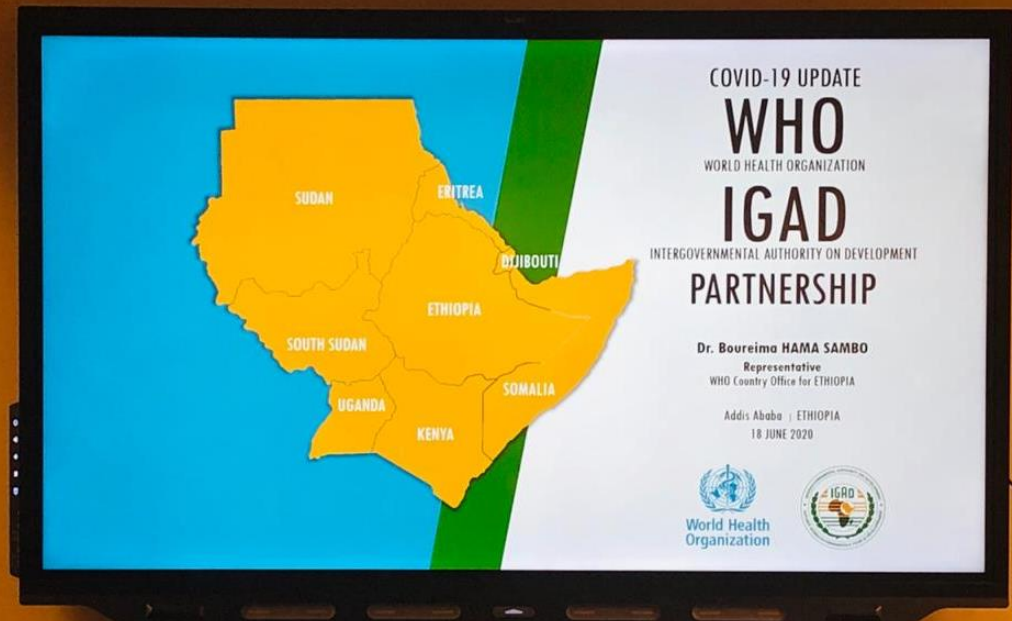 COVID-19 UPDATE
WHO
WORLD HEALTH ORGANIZATION
IGAD
INTERGOVERNMENTAL AUTHORITY ON DEVELOPMENT
PARTNERSHIP
Dr. Boureima HAMA SAMBO
Representative
WHO Country Office for ETHIOPIA
Addis Ababa | ETHIOPIA
18 JUNE 2020
World Health
Organization
IGAD
SUDAN
ERITREA
DJIBOUTI
ETHIOPIA
SOUTH SUDAN
SOMALIA
UGANDA
KENYA